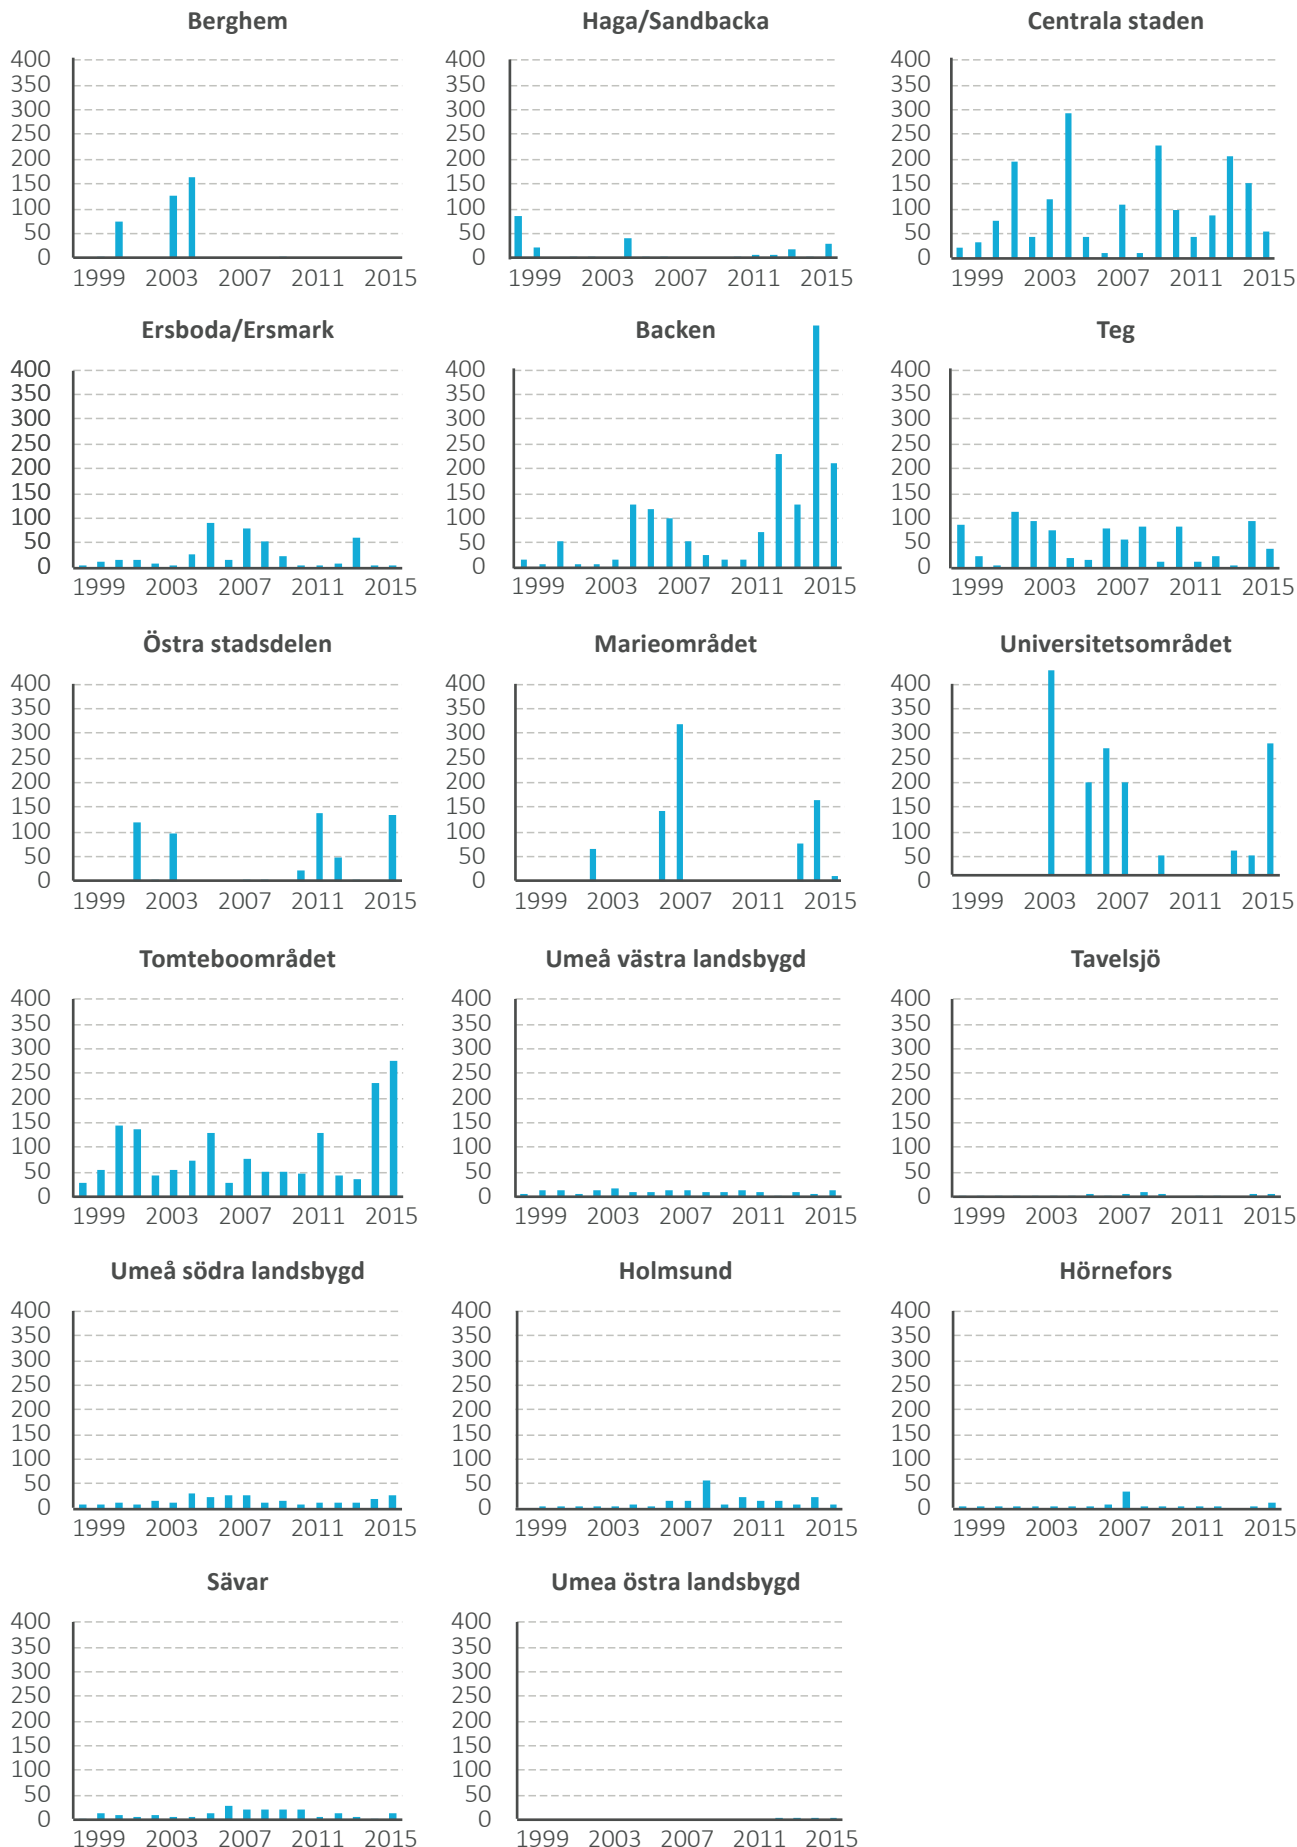 Berghem Haga/Sandbacka Centrala staden
400 400 400
350 350 350
300 300 300
250 250 250
200 200 200
150 150 150
100 100 100
50 50 50
0 0 0
1999 2003 2007 2011 2015 1999 2003 2007 2011 2015 1999 2003 2007 2011 2015
Ersboda/Ersmark Backen Teg
400 400 400
350 350 350
300 300 300
250 250 250
200 200 200
150 150 150
100 100 100
50 50 50
0 0 0
1999 2003 2007 2011 2015 1999 2003 2007 2011 2015 1999 2003 2007 2011 2015
Östra stadsdelen Marieområdet Universitetsområdet
400 400 400
350 350 350
300 300 300
250 250 250
200 200 200
150 150 150
100 100 100
50 50 50
0 0 0
1999 2003 2007 2011 2015 1999 2003 2007 2011 2015 1999 2003 2007 2011 2015
Tomteboområdet Umeå västra landsbygd Tavelsjö
400 400 400
350 350 350
300 300 300
250 250 250
200 200 200
150 150 150
100 100 100
50 50 50
0 0 0
1999 2003 2007 2011 2015 1999 2003 2007 2011 2015 1999 2003 2007 2011 2015
Umeå södra landsbygd Holmsund Hörnefors
400 400 400
350 350 350
300 300 300
250 250 250
200 200 200
150 150 150
100 100 100
50 50 50
0 0 0
1999 2003 2007 2011 2015 1999 2003 2007 2011 2015 1999 2003 2007 2011 2015
Sävar Umea östra landsbygd
400 400
350 350
300 300
250 250
200 200
150 150
100 100
50 50
0 0
1999 2003 2007 2011 2015 1999 2003 2007 2011 2015